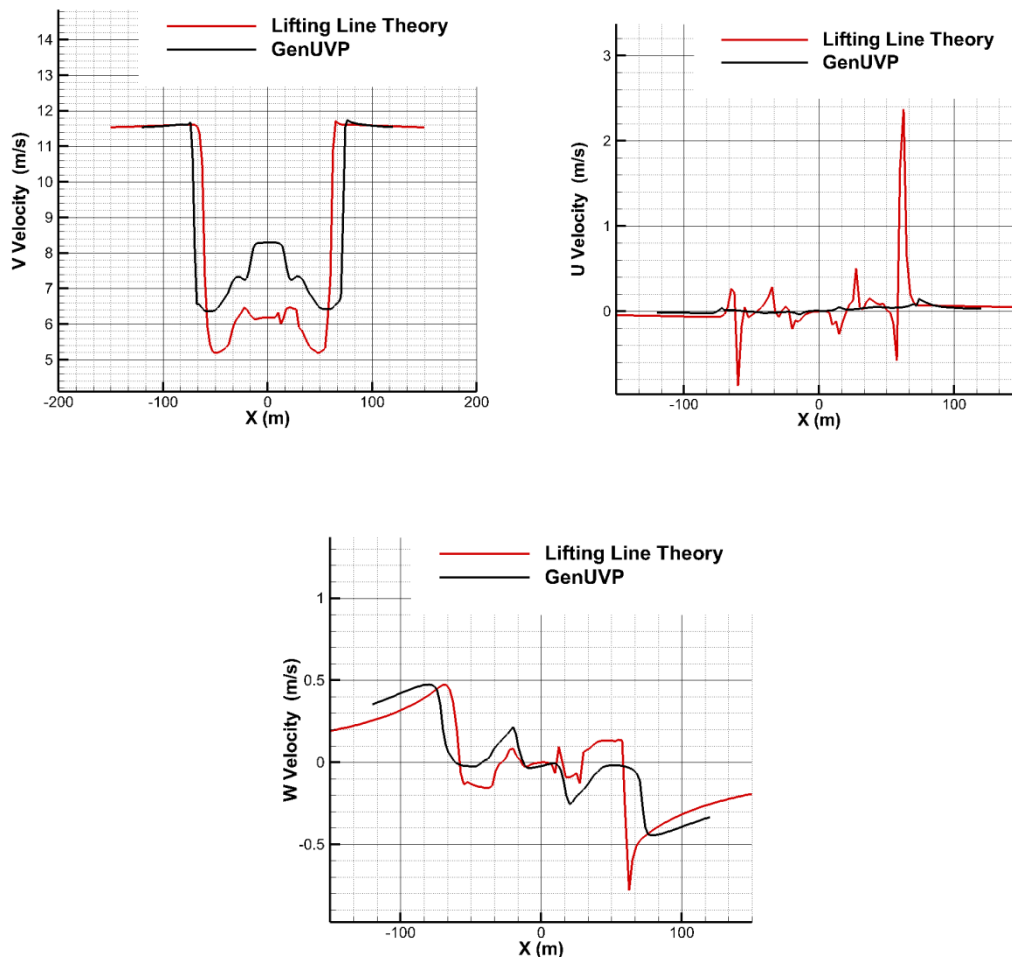 Lifting Line Theory
GenUVP
V Velocity (m/s)
14
13
12
11
10
9
8
7
6
5
-200
-100
0
100
200
X (m)
Lifting Line Theory
GenUVP
U Velocity (m/s)
3
2
1
0
-100
0
100
X (m)
Lifting Line Theory
GenUVP
W Velocity (m/s)
1
0.5
0
-0.5
-100
0
100
X (m)